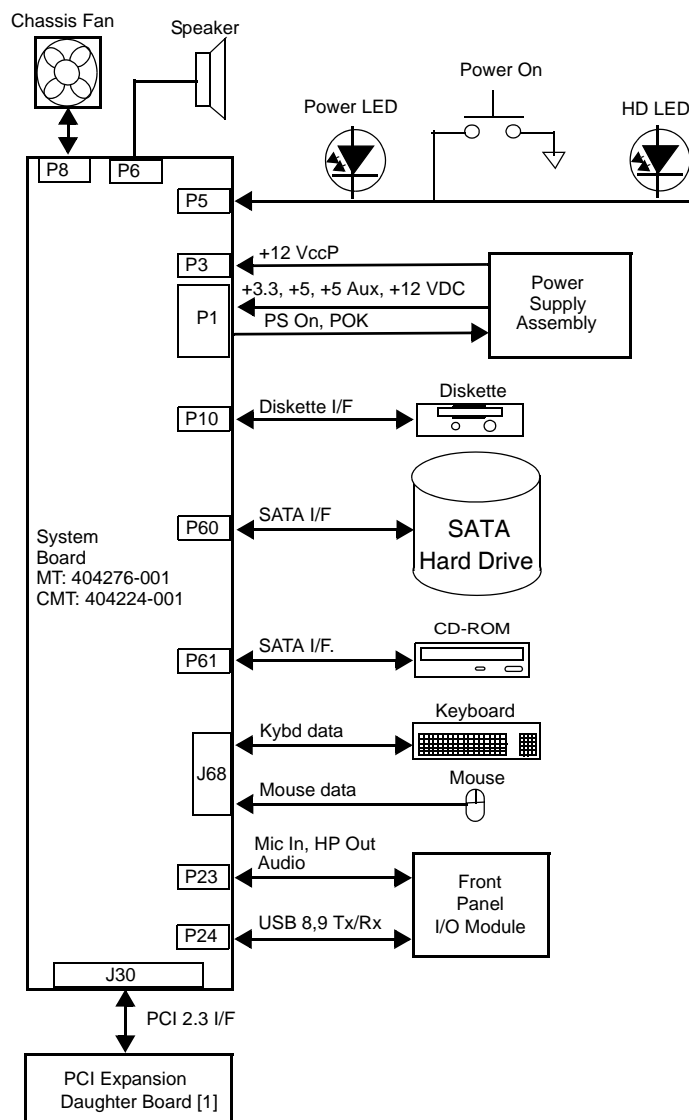 Chassis Fan
Speaker
Power On
Power LED
HD LED
P8
P6
P5
P3
+12 VccP
+3.3, +5, +5 Aux, +12 VDC
P1
PS On, POK
Power
Supply
Assembly
Diskette
P10
Diskette I/F
P60
SATA I/F
SATA
Hard Drive
System
Board
MT: 404276-001
CMT: 404224-001
CD-ROM
P61
SATA I/F.
Keyboard
Kybd data
J68
Mouse
Mouse data
Mic In, HP Out
Audio
P23
Front
Panel
I/O Module
P24
USB 8,9 Tx/Rx
J30
PCI 2.3 I/F
PCI Expansion
Daughter Board [1]